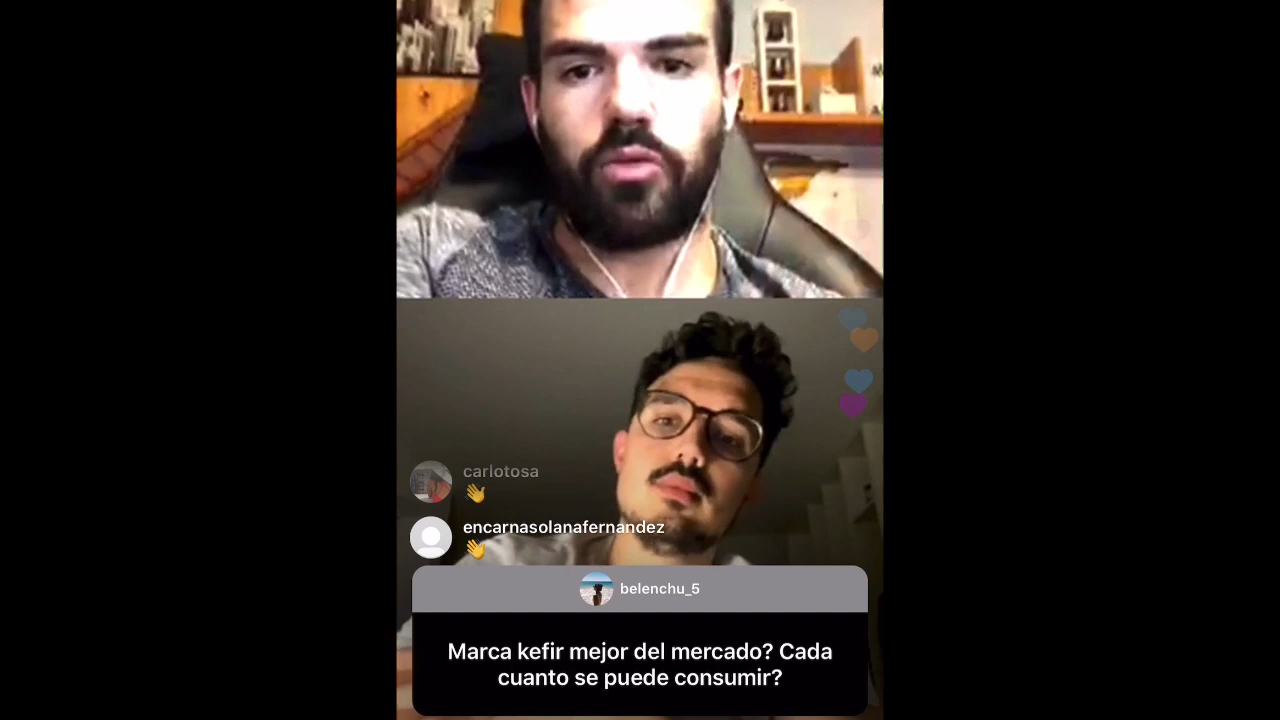 carlotosa
👋
encarnasolanafernandez
👋
belenchu_5
Marca kefir mejor del mercado? Cada
cuanto se puede consumir?